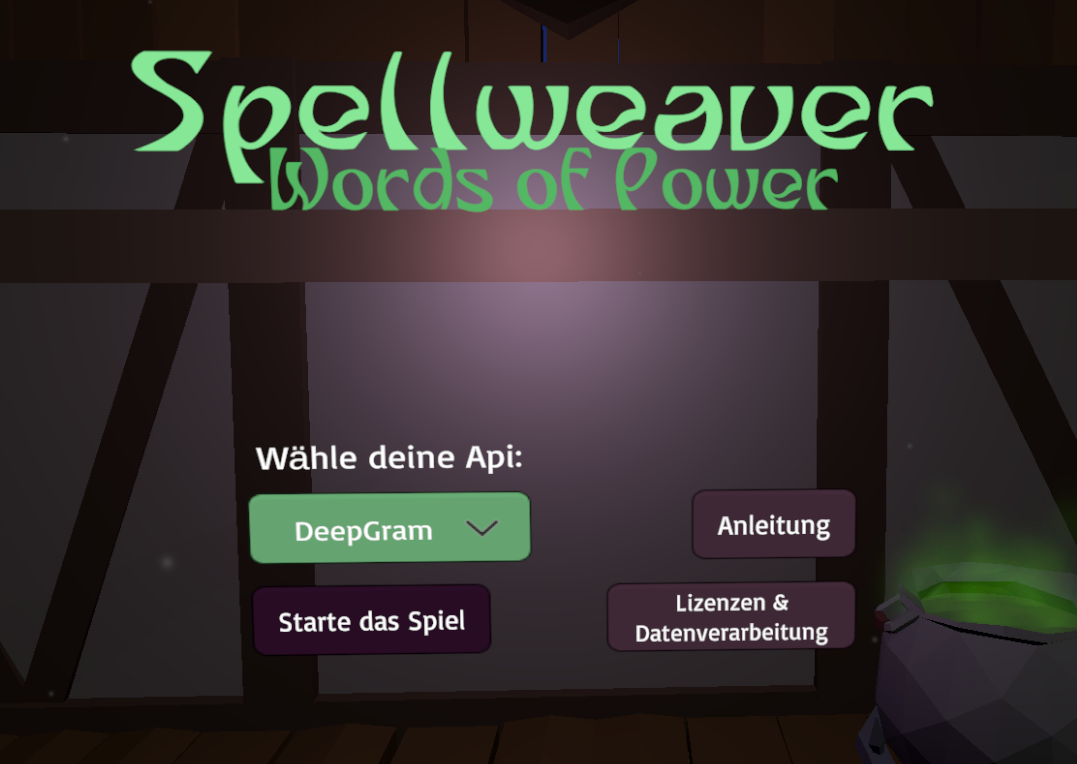 Spellweaver
Words of Power
Wähle deine Api:
DeepGram
Anleitung
Starte das Spiel
Lizenzen &
Datenverarbeitung